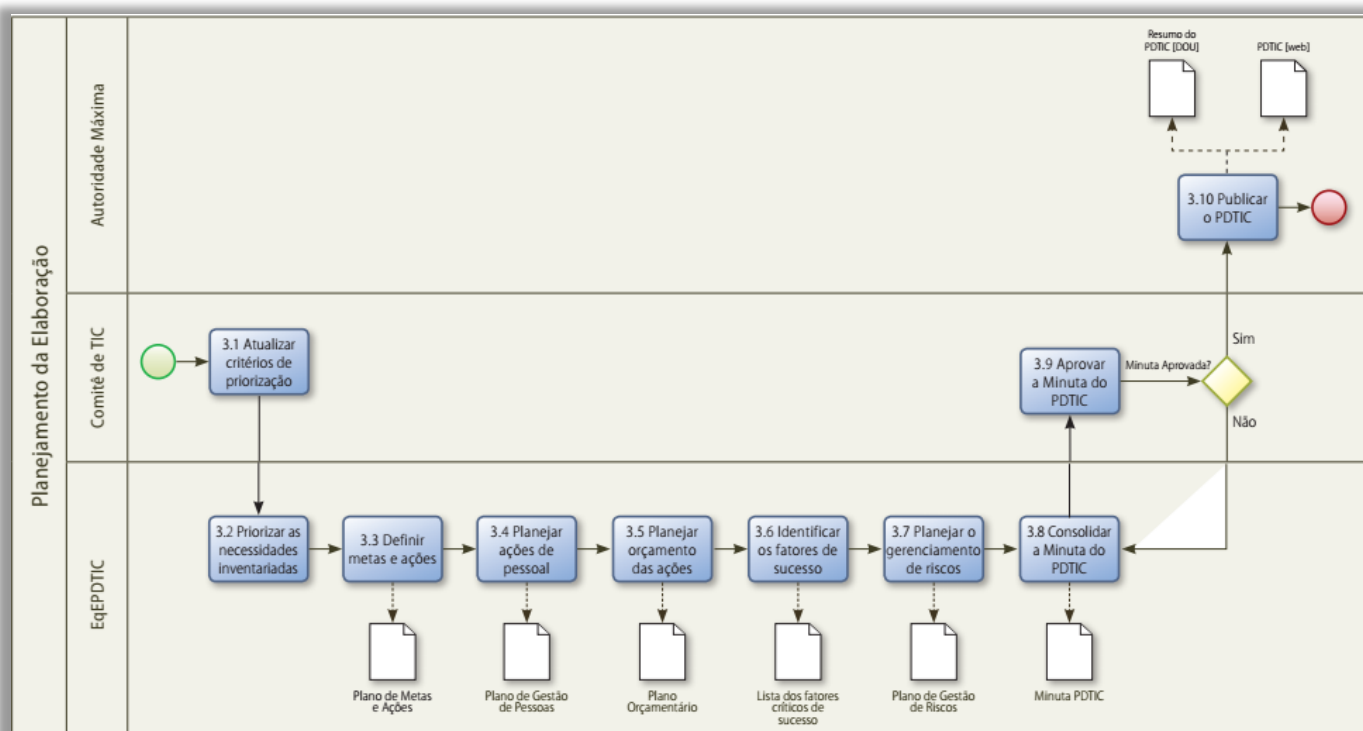 Planejamento da Elaboração
Autoridade Máxima
Resumo do
PDTIC [DOU]
PDTIC [web]
3.10 Publicar
o PDTIC
Comitê de TIC
3.1 Atualizar
critérios de
priorização
3.9 Aprovar
a Minuta do
PDTIC
Minuta Aprovada?
Sim
Não
EqEPDTIC
3.2 Priorizar as
necessidades
inventariadas
3.3 Definir
metas e ações
3.4 Planejar
ações de
pessoal
3.5 Planejar
orçamento
das ações
3.6 Identificar
os fatores de
sucesso
3.7 Planejar o
gerenciamento
de riscos
3.8 Consolidar
a Minuta do
PDTIC
Plano de Metas
e Ações
Plano de Gestão
de Pessoas
Plano
Orçamentário
Lista dos fatores
críticos de
sucesso
Plano de Gestão
de Riscos
Minuta PDTIC